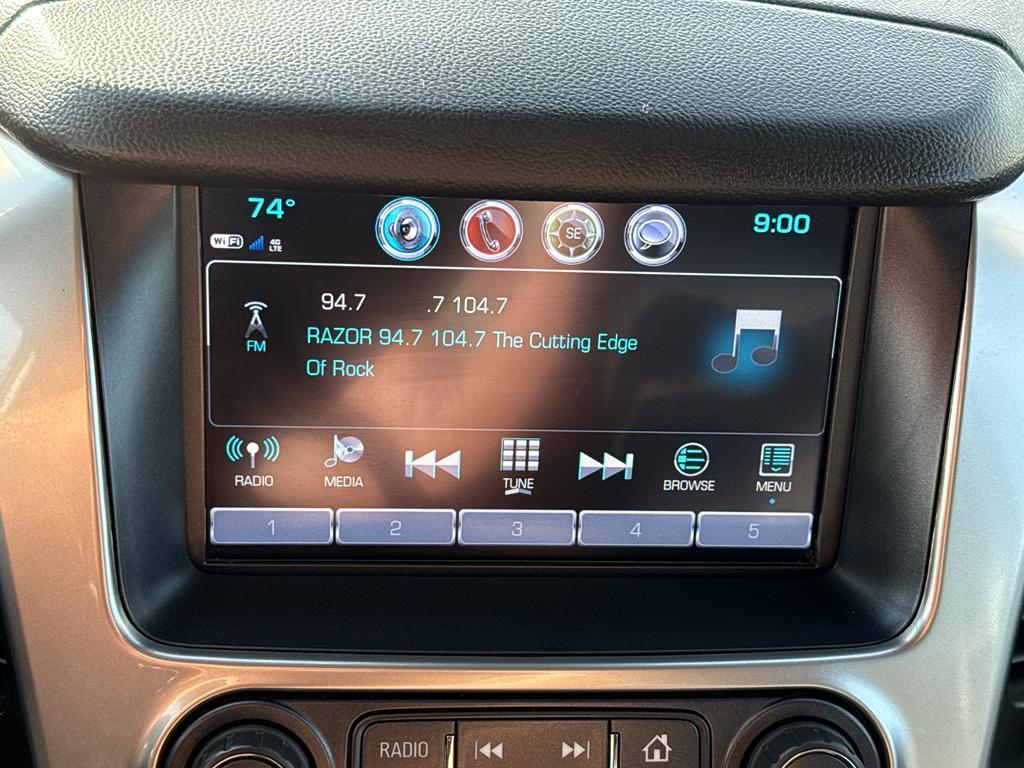 74° SE 9:00
WiFi 4G
LTE
94.7 .7 104.7
FM RAZOR 94.7 104.7 The Cutting Edge
Of Rock
RADIO MEDIA TUNE BROWSE MENU
1 2 3 4 5
RADIO